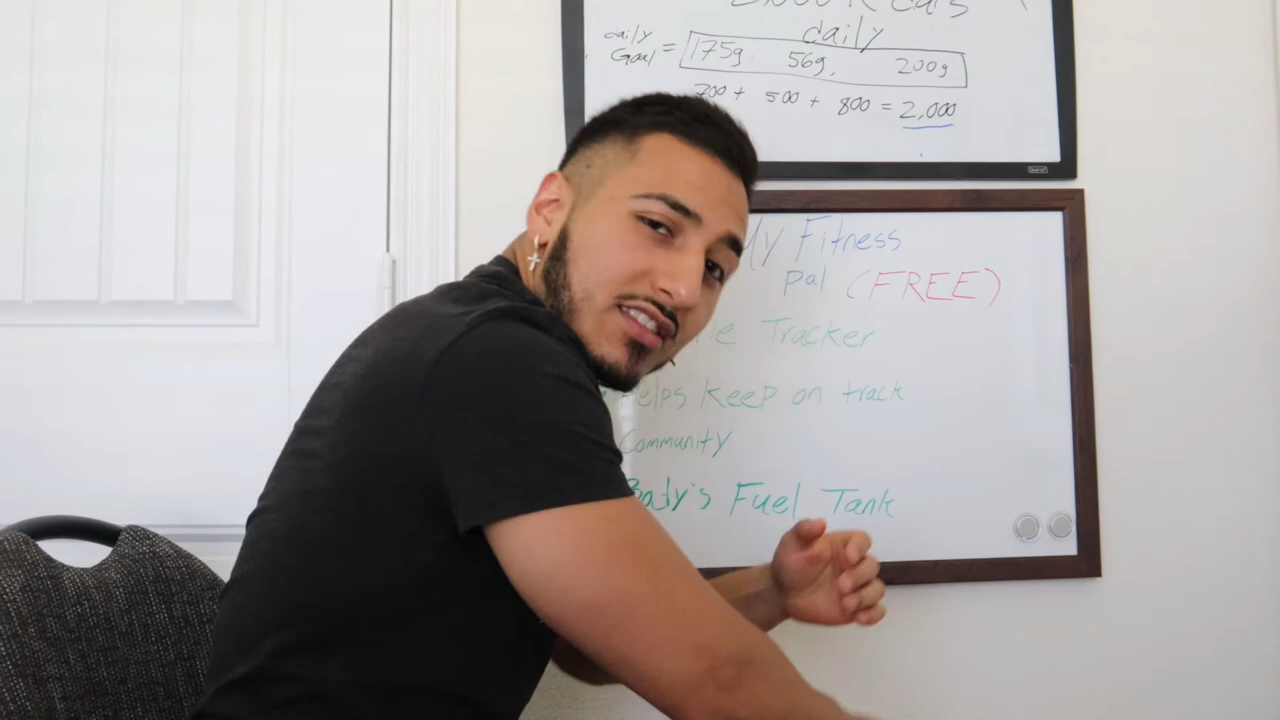 daily
daily
Goal = 175g 56g, 200g
700 + 500 + 800 = 2,000
My Fitness
pal (FREE)
Tracker
Helps Keep on track
Community
Body's Fuel Tank